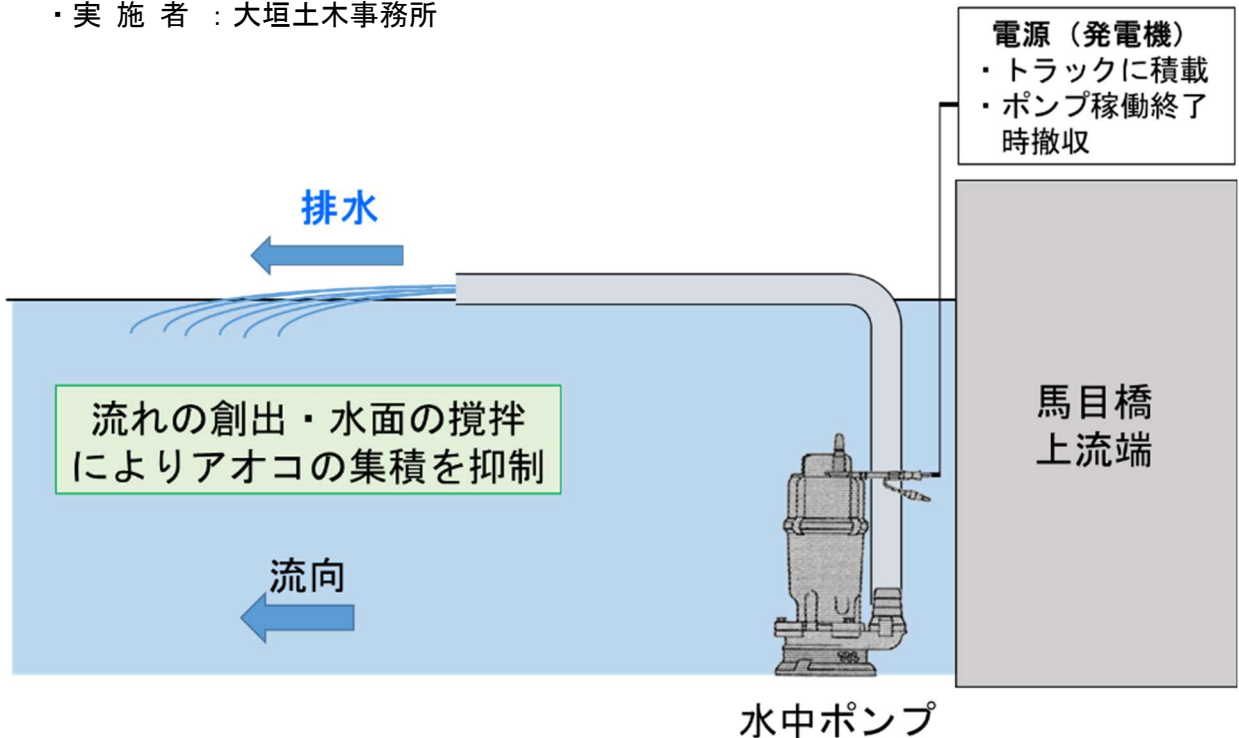 ・実 施 者 ：大垣土木事務所
電源（発電機）
・トラックに積載
・ポンプ稼働終了
時撤収
排水
流れの創出・水面の撹拌
によりアオコの集積を抑制
馬目橋
上流端
流向
水中ポンプ